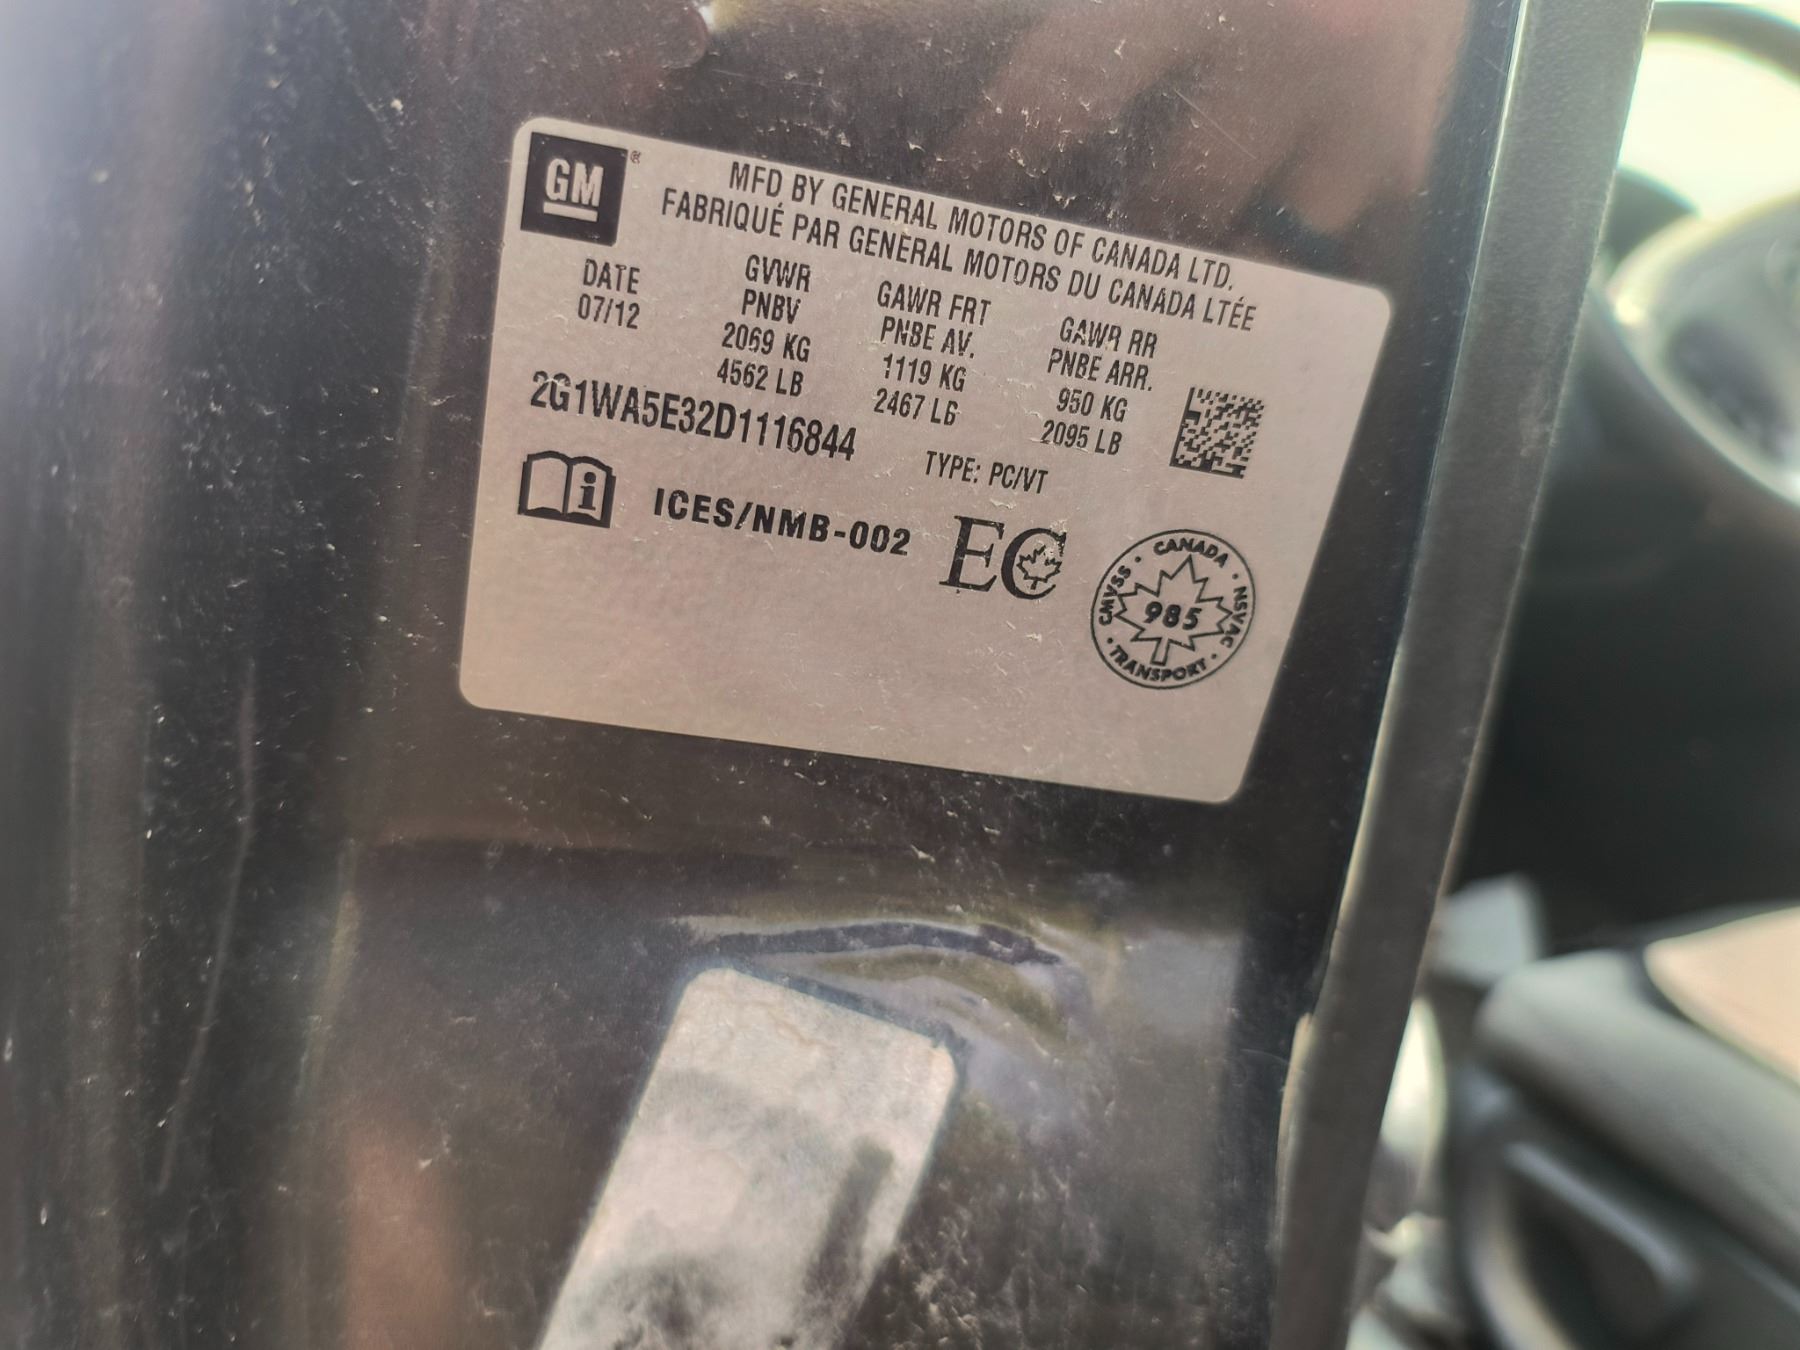 GM
MFD BY GENERAL MOTORS OF CANADA LTD.
FABRIQUÉ PAR GENERAL MOTORS DU CANADA LTÉE
DATE
07/12
GVWR
PNBV
2069 KG
4562 LB
GAWR FRT
PNBE AV.
1119 KG
2467 LB
GAWR RR
PNBE ARR.
950 KG
2095 LB
2G1WA5E32D1116844
TYPE: PC/VT
i ICES/NMB-002
EC
CANADA · NSVAC · TRANSPORT · CMVSS ·
985